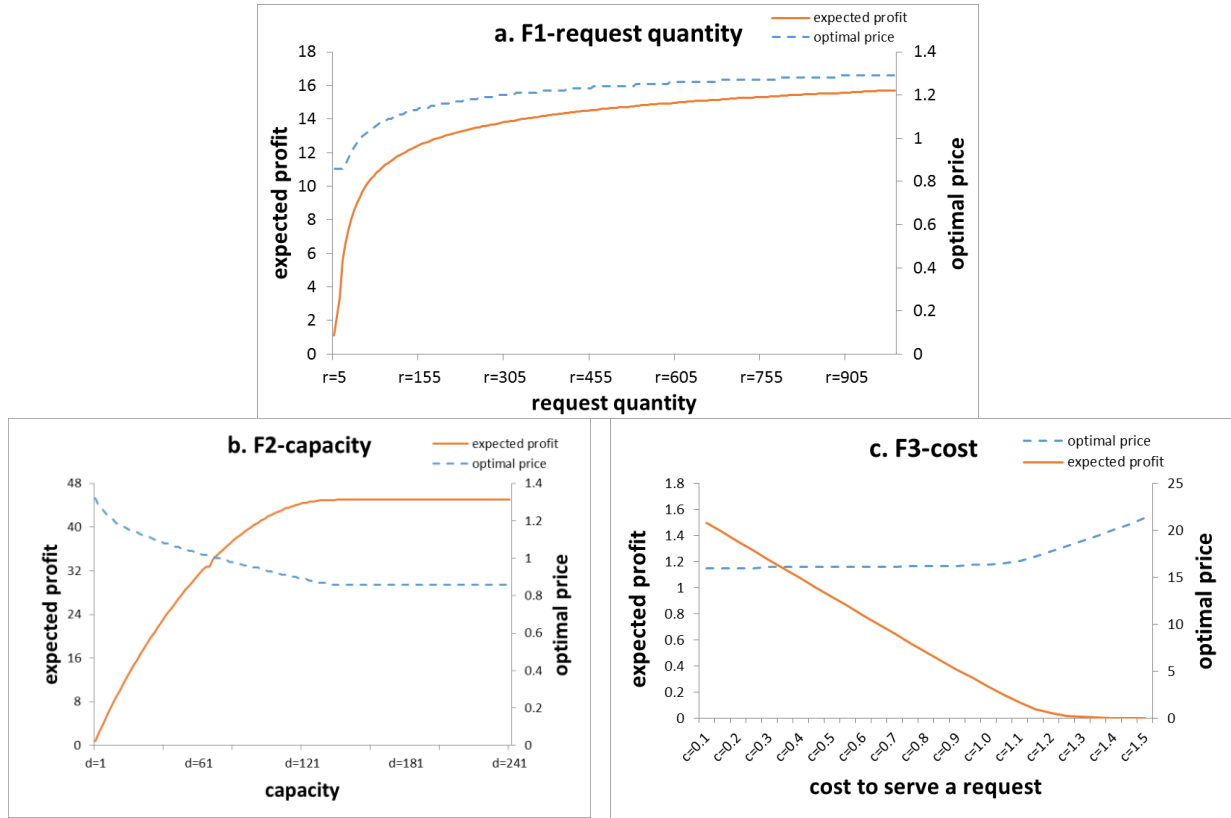 a. F1-request quantity
expected profit
optimal price
18
16
14
12
10
8
6
4
2
0
expected profit
1.4
1.2
1
0.8
0.6
0.4
0.2
0
optimal price
r=5 r=155 r=305 r=455 r=605 r=755 r=905
request quantity
b. F2-capacity
expected profit
optimal price
48
40
32
24
16
8
0
expected profit
1.4
1.2
1
0.8
0.6
0.4
0.2
0
optimal price
d=1 d=61 d=121 d=181 d=241
capacity
c. F3-cost
optimal price
expected profit
1.8
1.6
1.4
1.2
1
0.8
0.6
0.4
0.2
0
expected profit
25
20
15
10
5
0
optimal price
c=0.1 c=0.2 c=0.3 c=0.4 c=0.5 c=0.6 c=0.7 c=0.8 c=0.9 c=1.0 c=1.1 c=1.2 c=1.3 c=1.4 c=1.5
cost to serve a request